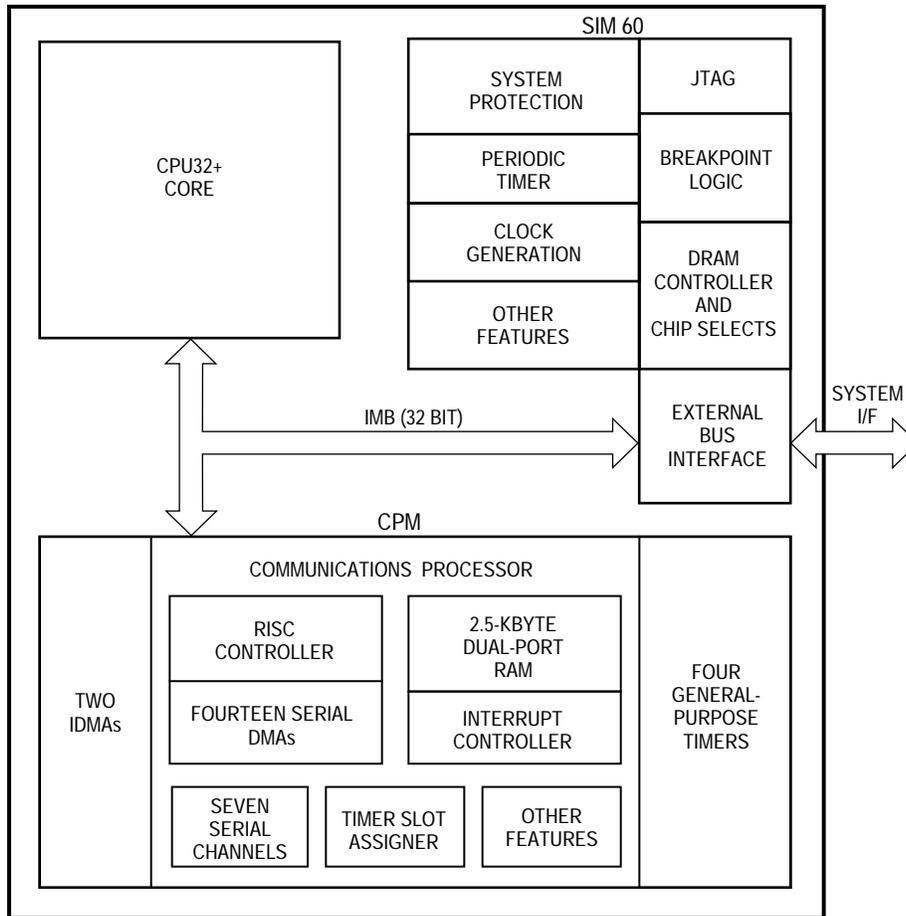 SIM 60
CPU32+
CORE
SYSTEM
PROTECTION
PERIODIC
TIMER
CLOCK
GENERATION
OTHER
FEATURES
JTAG
BREAKPOINT
LOGIC
DRAM
CONTROLLER
AND
CHIP SELECTS
EXTERNAL
BUS
INTERFACE
SYSTEM
I/F
IMB (32 BIT)
CPM
TWO
IDMAs
COMMUNICATIONS PROCESSOR
RISC
CONTROLLER
FOURTEEN SERIAL
DMAs
2.5-KBYTE
DUAL-PORT
RAM
INTERRUPT
CONTROLLER
SEVEN
SERIAL
CHANNELS
TIMER SLOT
ASSIGNER
OTHER
FEATURES
FOUR
GENERAL-
PURPOSE
TIMERS